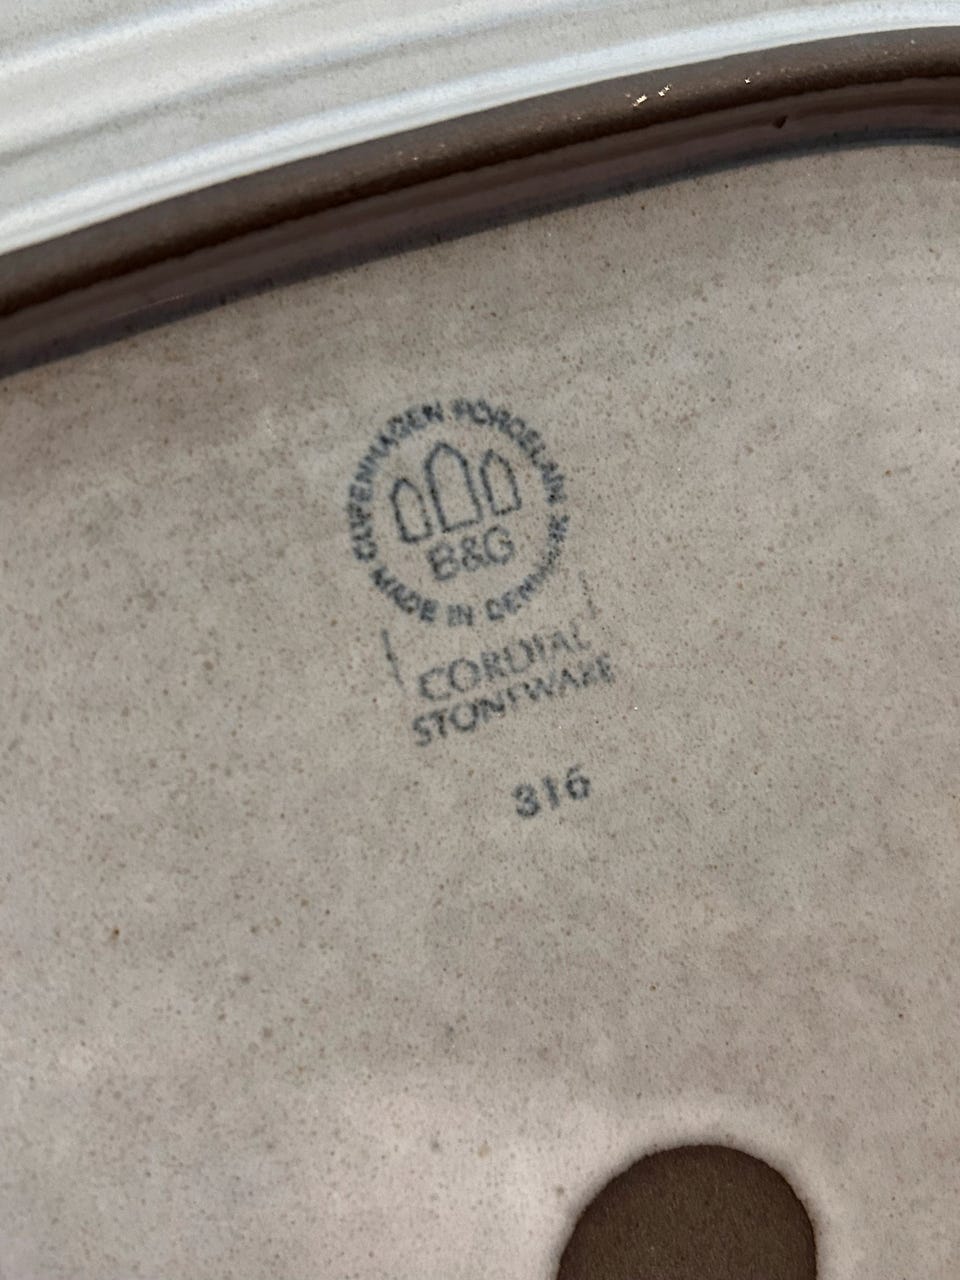 COPENHAGEN PORCELAIN
MADE IN DENMARK
B&G
CORDIAL
STONEWARE
316